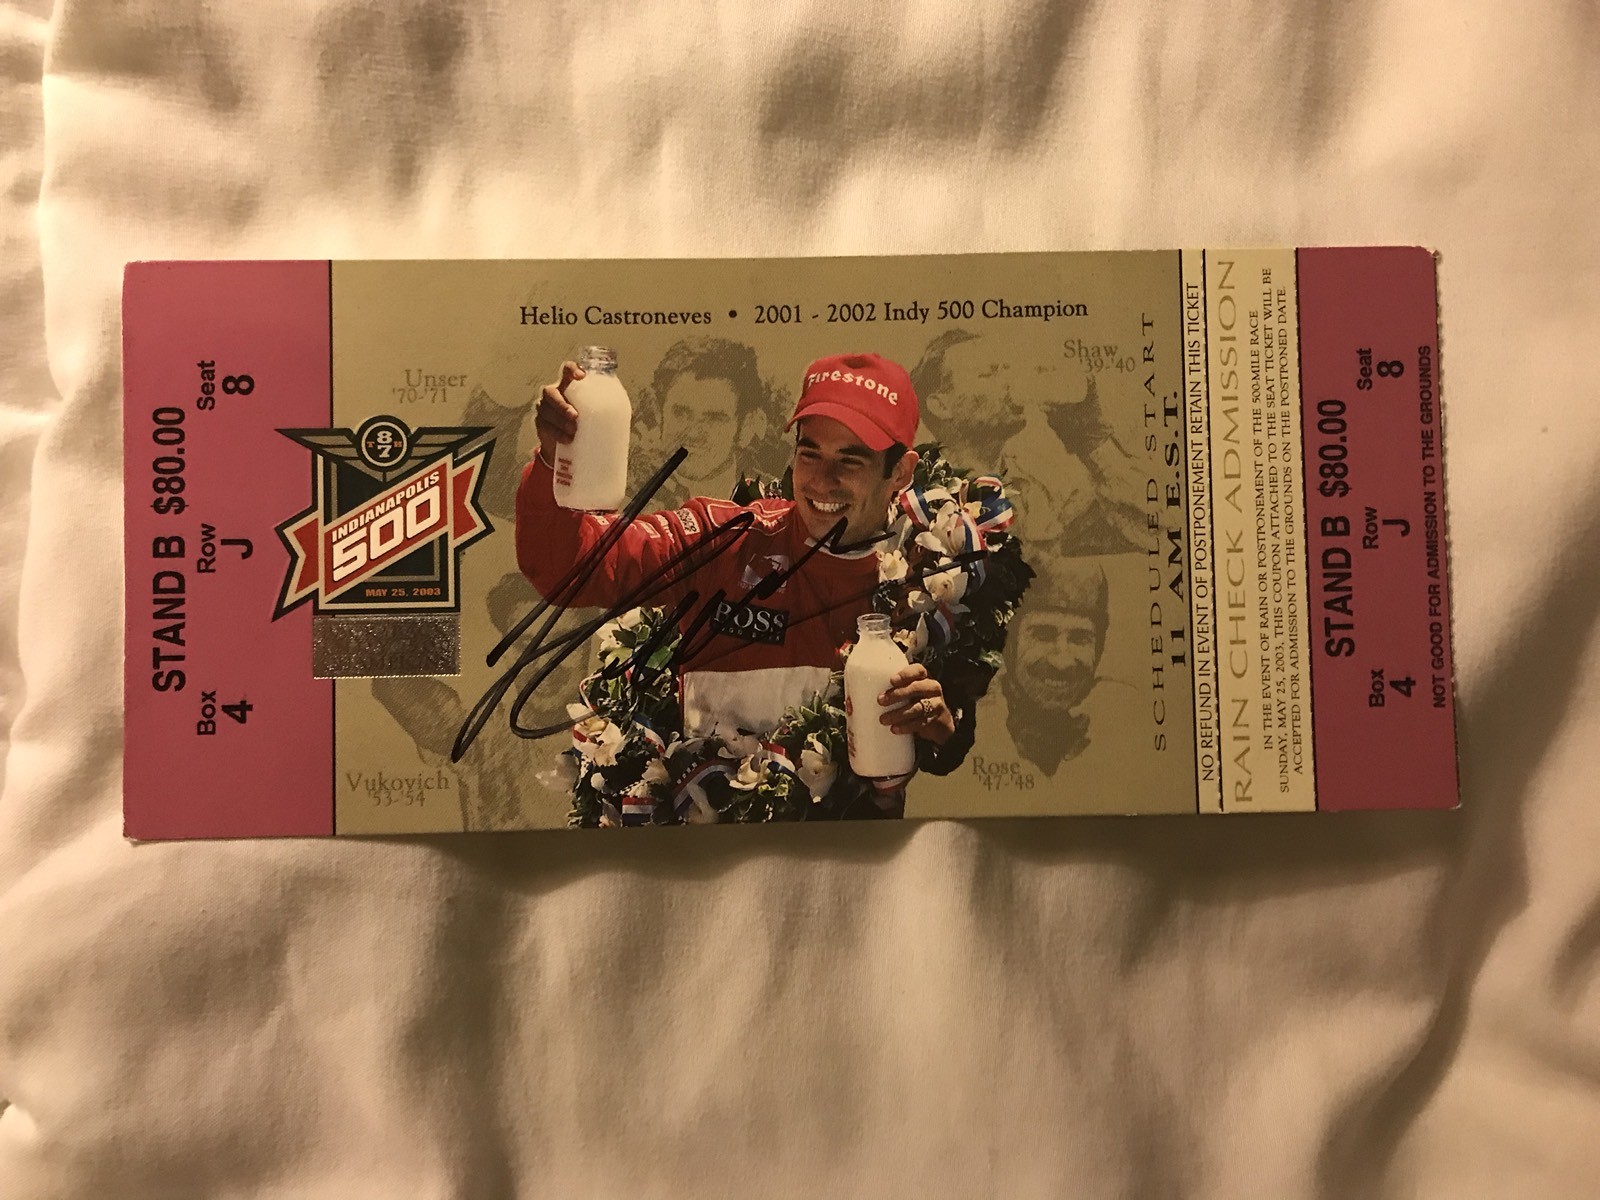 STAND B $80.00
Box Row Seat
4 J 8
87
TH
INDIANAPOLIS
500
MAY 25, 2003
Helio Castroneves • 2001 - 2002 Indy 500 Champion
Unser
'70-'71
Shaw
'39-'40
Vukovich
'53-'54
Rose
'47-'48
Firestone
BOSS
SCHEDULED START
11 AM E.S.T.
NO REFUND IN EVENT OF POSTPONEMENT RETAIN THIS TICKET
RAIN CHECK ADMISSION
IN THE EVENT OF RAIN OR POSTPONEMENT OF THE 500-MILE RACE
SUNDAY, MAY 25, 2003, THIS COUPON ATTACHED TO THE SEAT TICKET WILL BE
ACCEPTED FOR ADMISSION TO THE GROUNDS ON THE POSTPONED DATE.
STAND B $80.00
Box Row Seat
4 J 8
NOT GOOD FOR ADMISSION TO THE GROUNDS